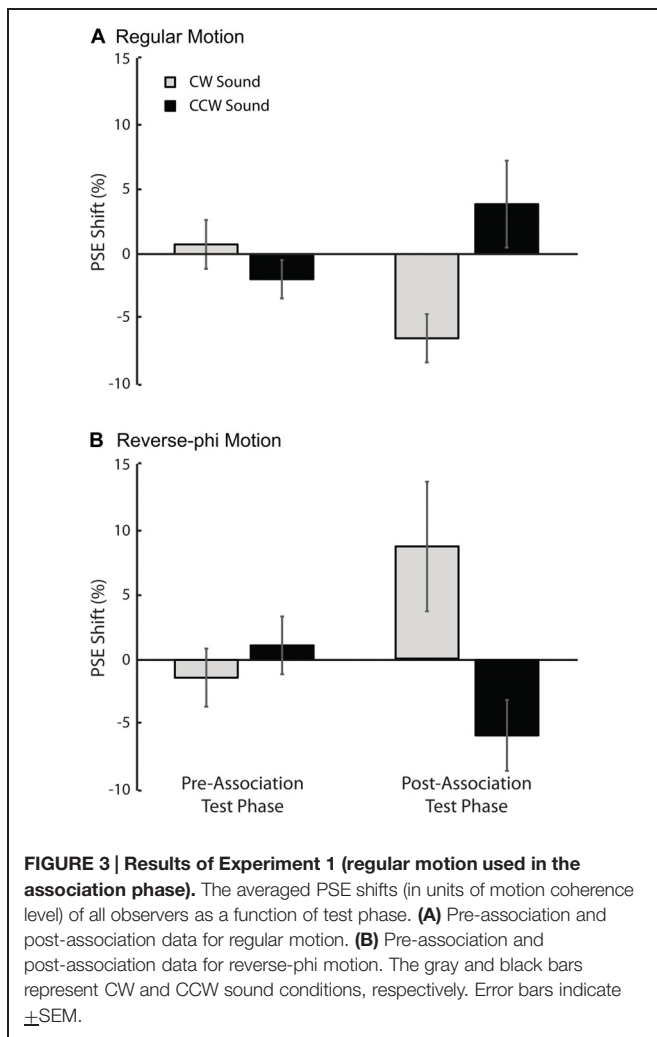 A Regular Motion
15
CW Sound
CCW Sound
10
5
0
-5
-10
PSE Shift (%)
B Reverse-phi Motion
15
10
5
0
-5
-10
PSE Shift (%)
Pre-Association
Test Phase
Post-Association
Test Phase
FIGURE 3 | Results of Experiment 1 (regular motion used in the
association phase). The averaged PSE shifts (in units of motion coherence
level) of all observers as a function of test phase. (A) Pre-association and
post-association data for regular motion. (B) Pre-association and
post-association data for reverse-phi motion. The gray and black bars
represent CW and CCW sound conditions, respectively. Error bars indicate
±SEM.